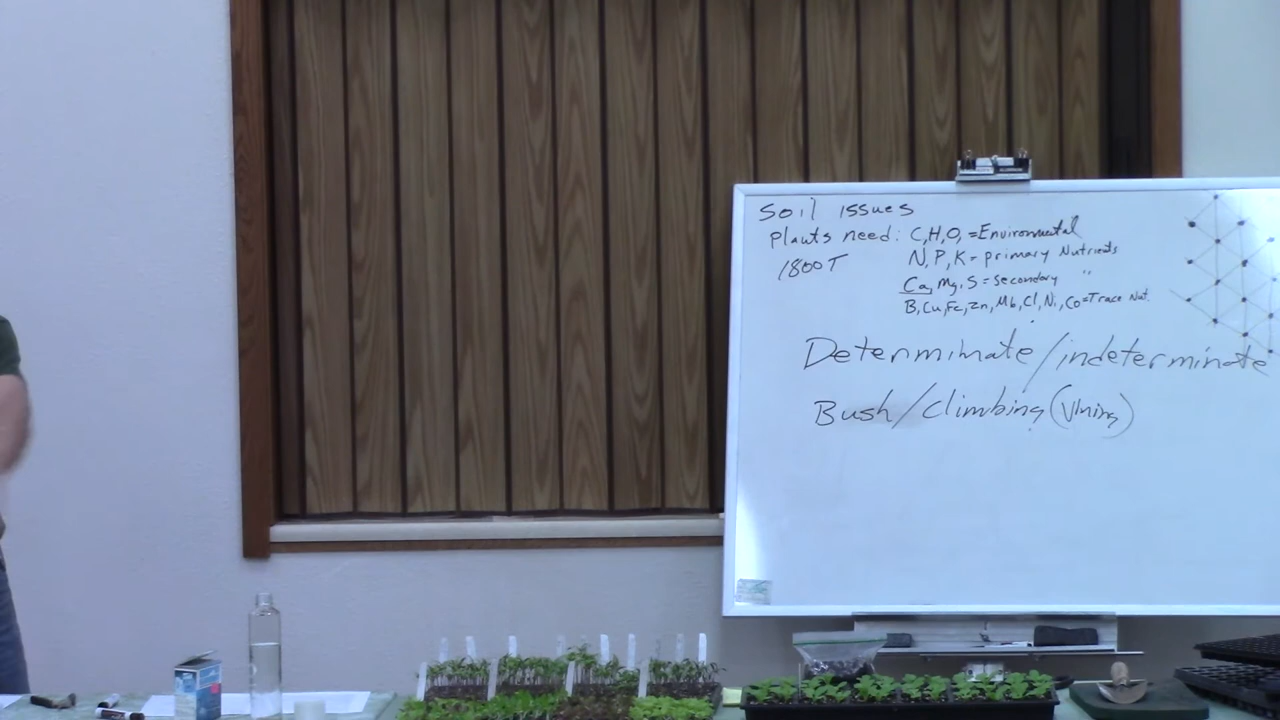 Soil issues
Plants need: C,H,O, =Environmental
1800T N, P, K = primary Nutrients
Ca, Mg, S = secondary "
B, Cu, Fe, Zn, Mb, Cl, Ni, Co=Trace Nut.
Determinate/indeterminate
Bush/Climbing (Vining)